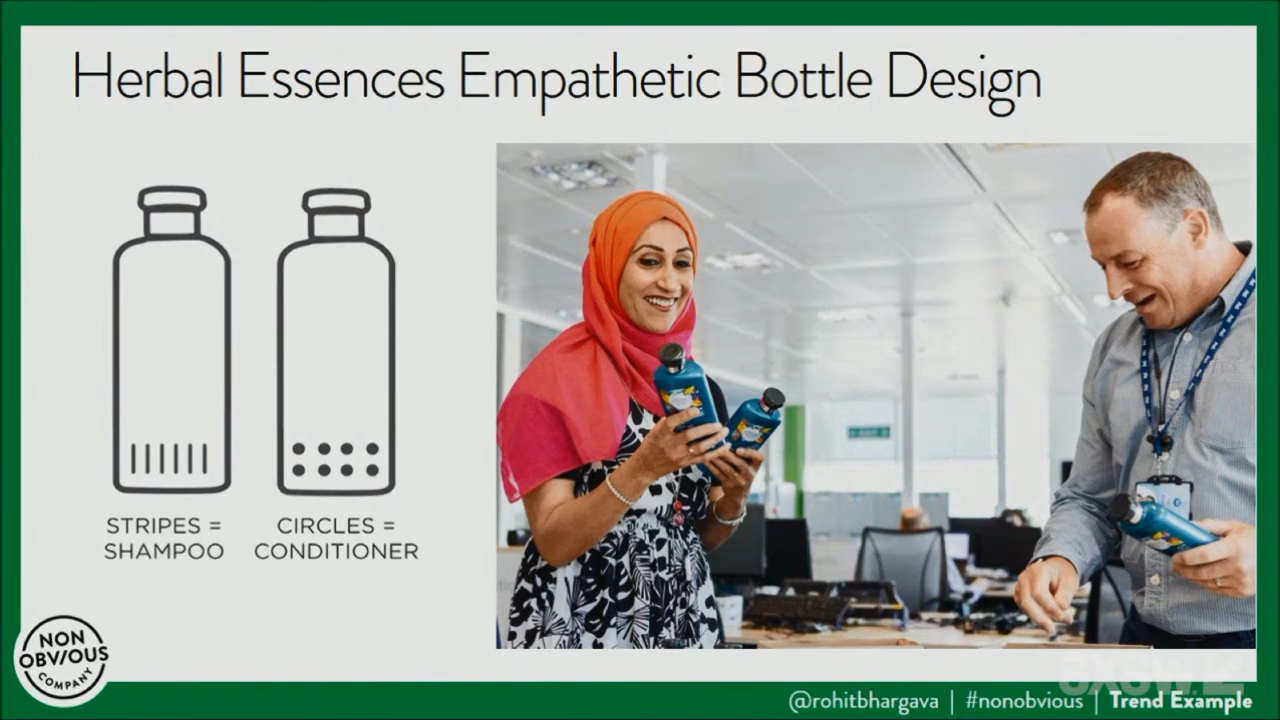 Herbal Essences Empathetic Bottle Design
STRIPES =
SHAMPOO
CIRCLES =
CONDITIONER
NON
OBV/OUS
COMPANY
@rohitbhargava | #nonobvious | Trend Example